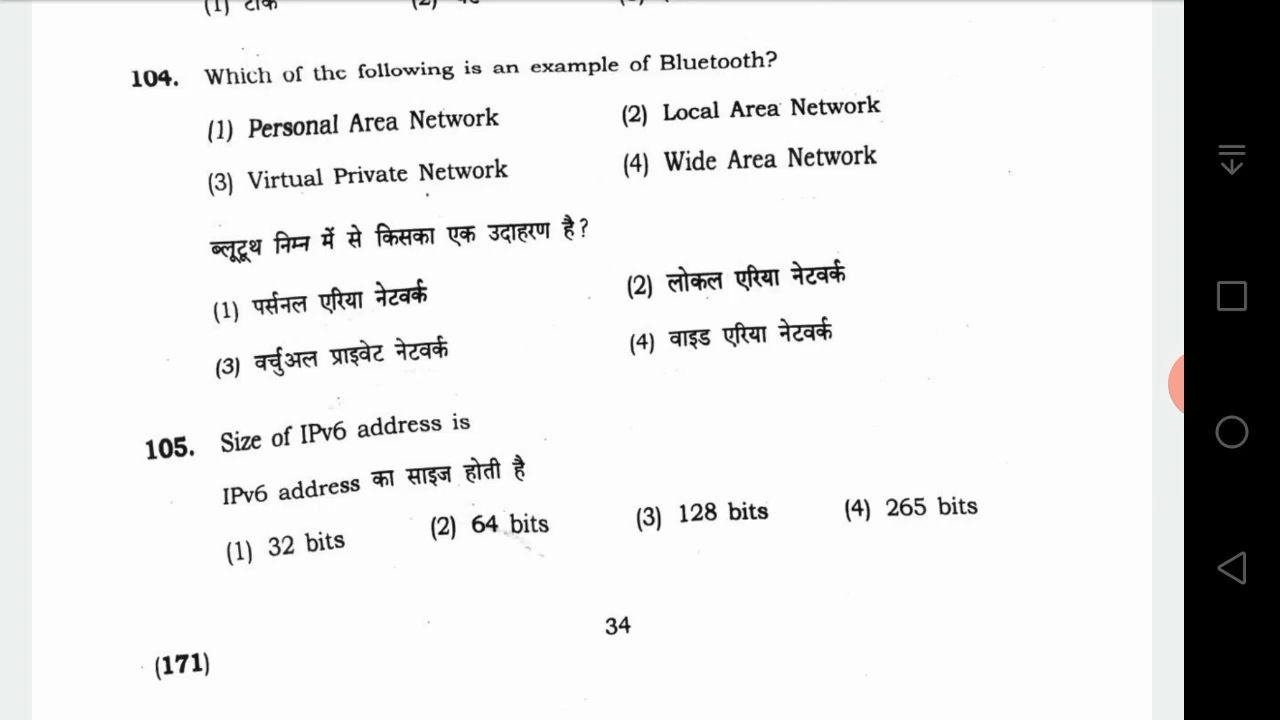 104. Which of thc following is an example of Bluetooth?
(1) Personal Area Network (2) Local Area Network
(3) Virtual Private Network (4) Wide Area Network
ब्लूटूथ निम्न में से किसका एक उदाहरण है?
(1) पर्सनल एरिया नेटवर्क (2) लोकल एरिया नेटवर्क
(3) वर्चुअल प्राइवेट नेटवर्क (4) वाइड एरिया नेटवर्क
105. Size of IPv6 address is
IPv6 address का साइज होती है
(1) 32 bits (2) 64 bits (3) 128 bits (4) 265 bits
34
(171)